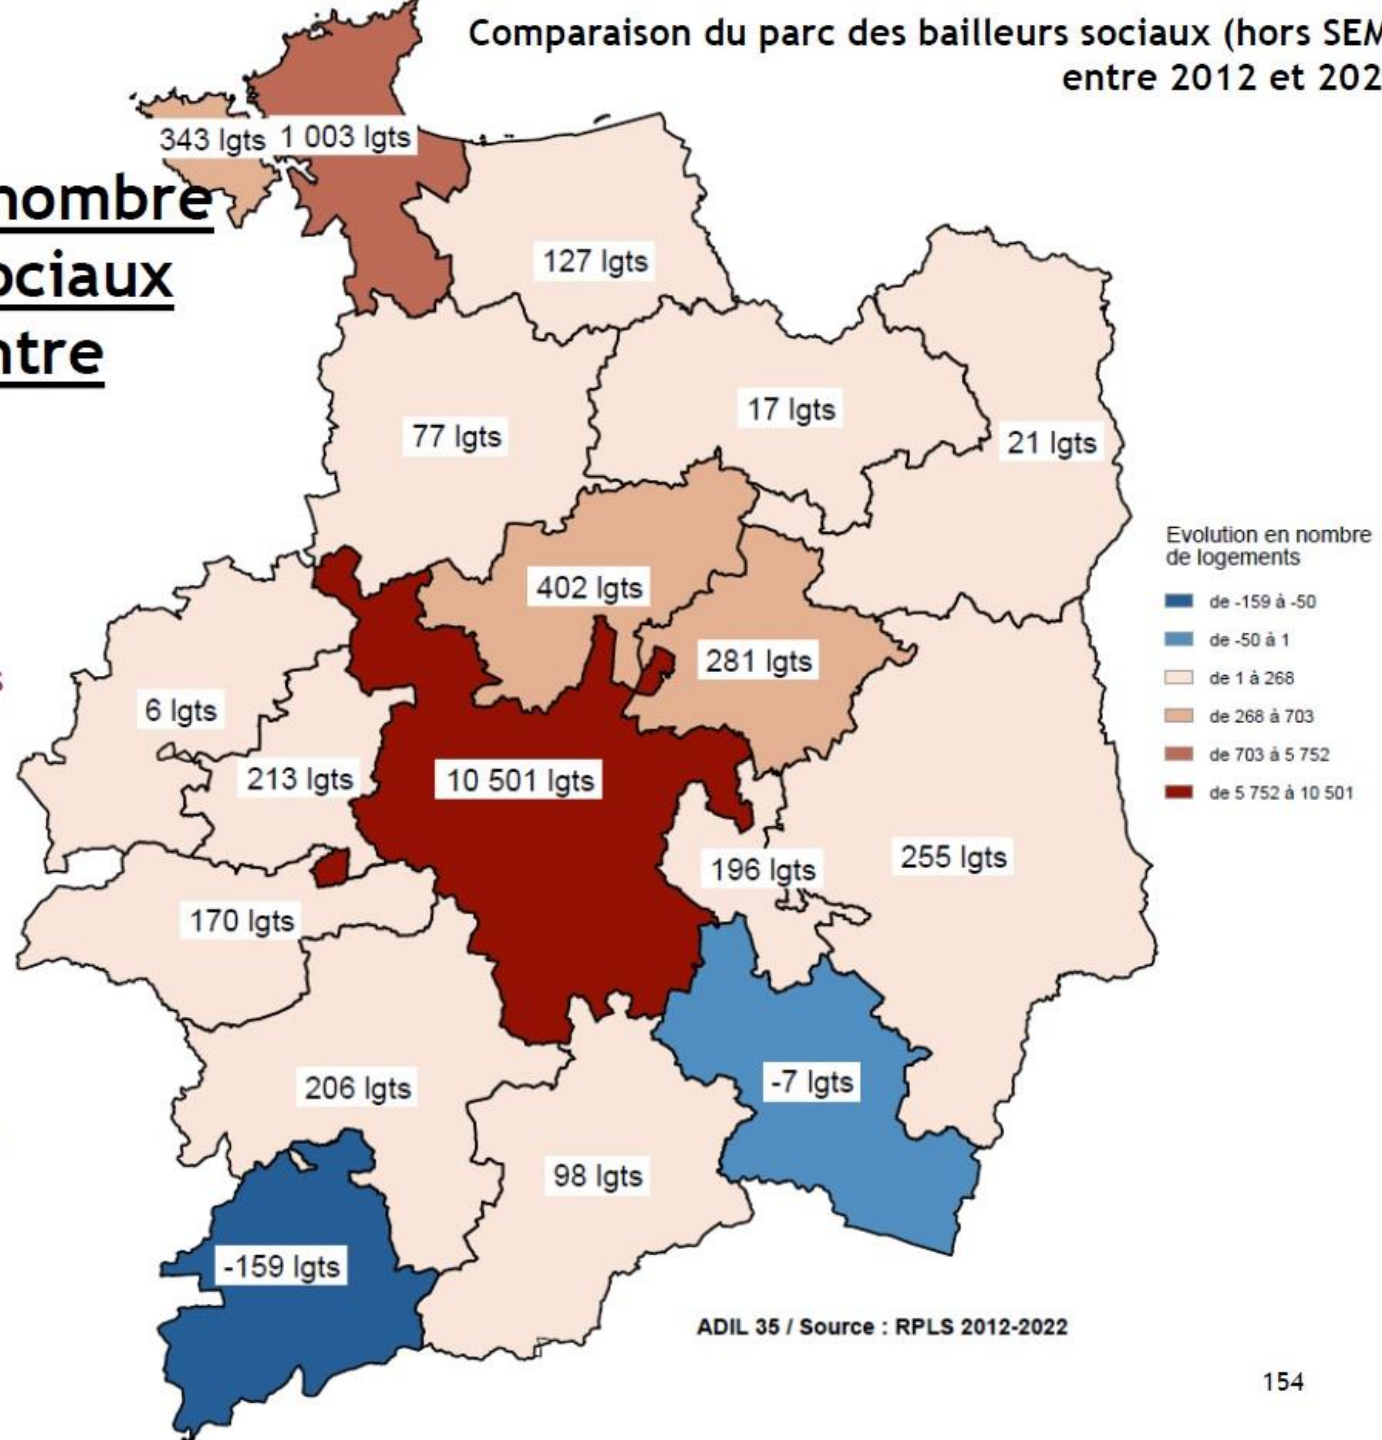 Comparaison du parc des bailleurs sociaux (hors SEM
entre 2012 et 202
343 lgts
1 003 lgts
nombre
ociaux
ntre
127 lgts
17 lgts
77 lgts
21 lgts
Evolution en nombre
de logements
de -159 à -50
de -50 à 1
de 1 à 268
de 268 à 703
de 703 à 5 752
de 5 752 à 10 501
402 lgts
281 lgts
s
6 lgts
213 lgts
10 501 lgts
196 lgts
255 lgts
170 lgts
206 lgts
-7 lgts
98 lgts
-159 lgts
ADIL 35 / Source : RPLS 2012-2022
154